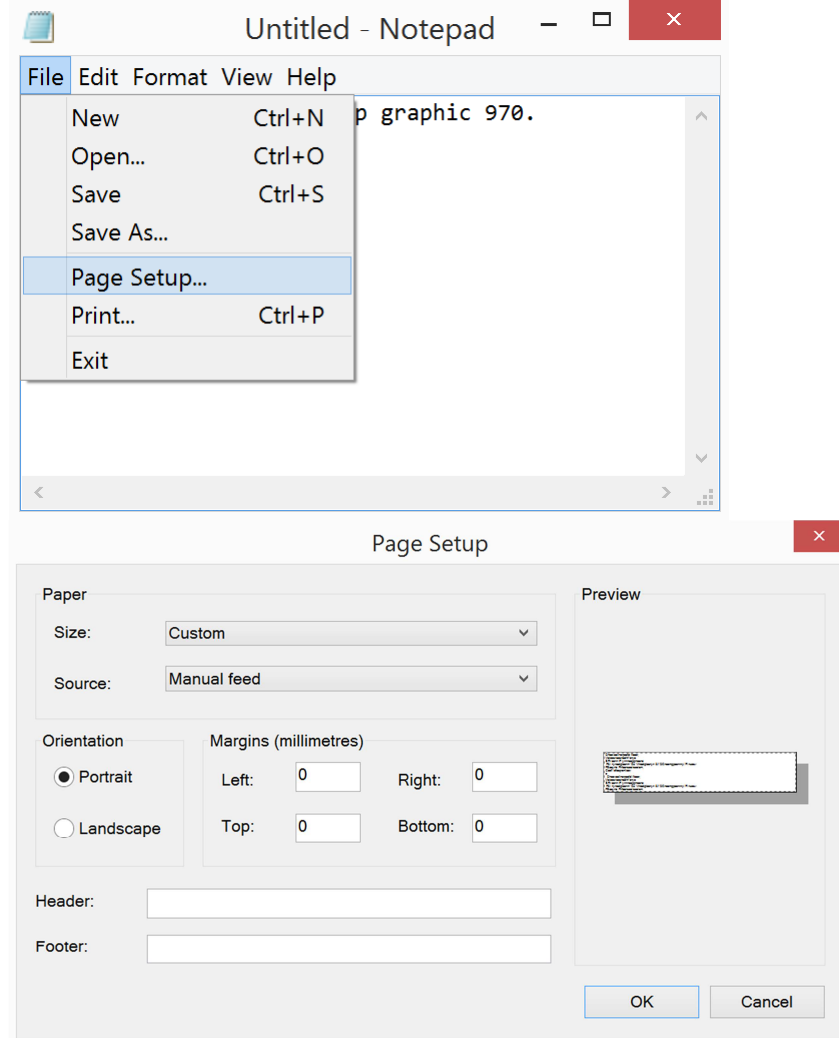 Untitled - Notepad
File Edit Format View Help
p graphic 970.
New Ctrl+N
Open... Ctrl+O
Save Ctrl+S
Save As...
Page Setup...
Print... Ctrl+P
Exit
Page Setup
Paper
Size: Custom
Source: Manual feed
Orientation
Portrait
Landscape
Margins (millimetres)
Left: 0 Right: 0
Top: 0 Bottom: 0
Header:
Footer:
Preview
OK Cancel